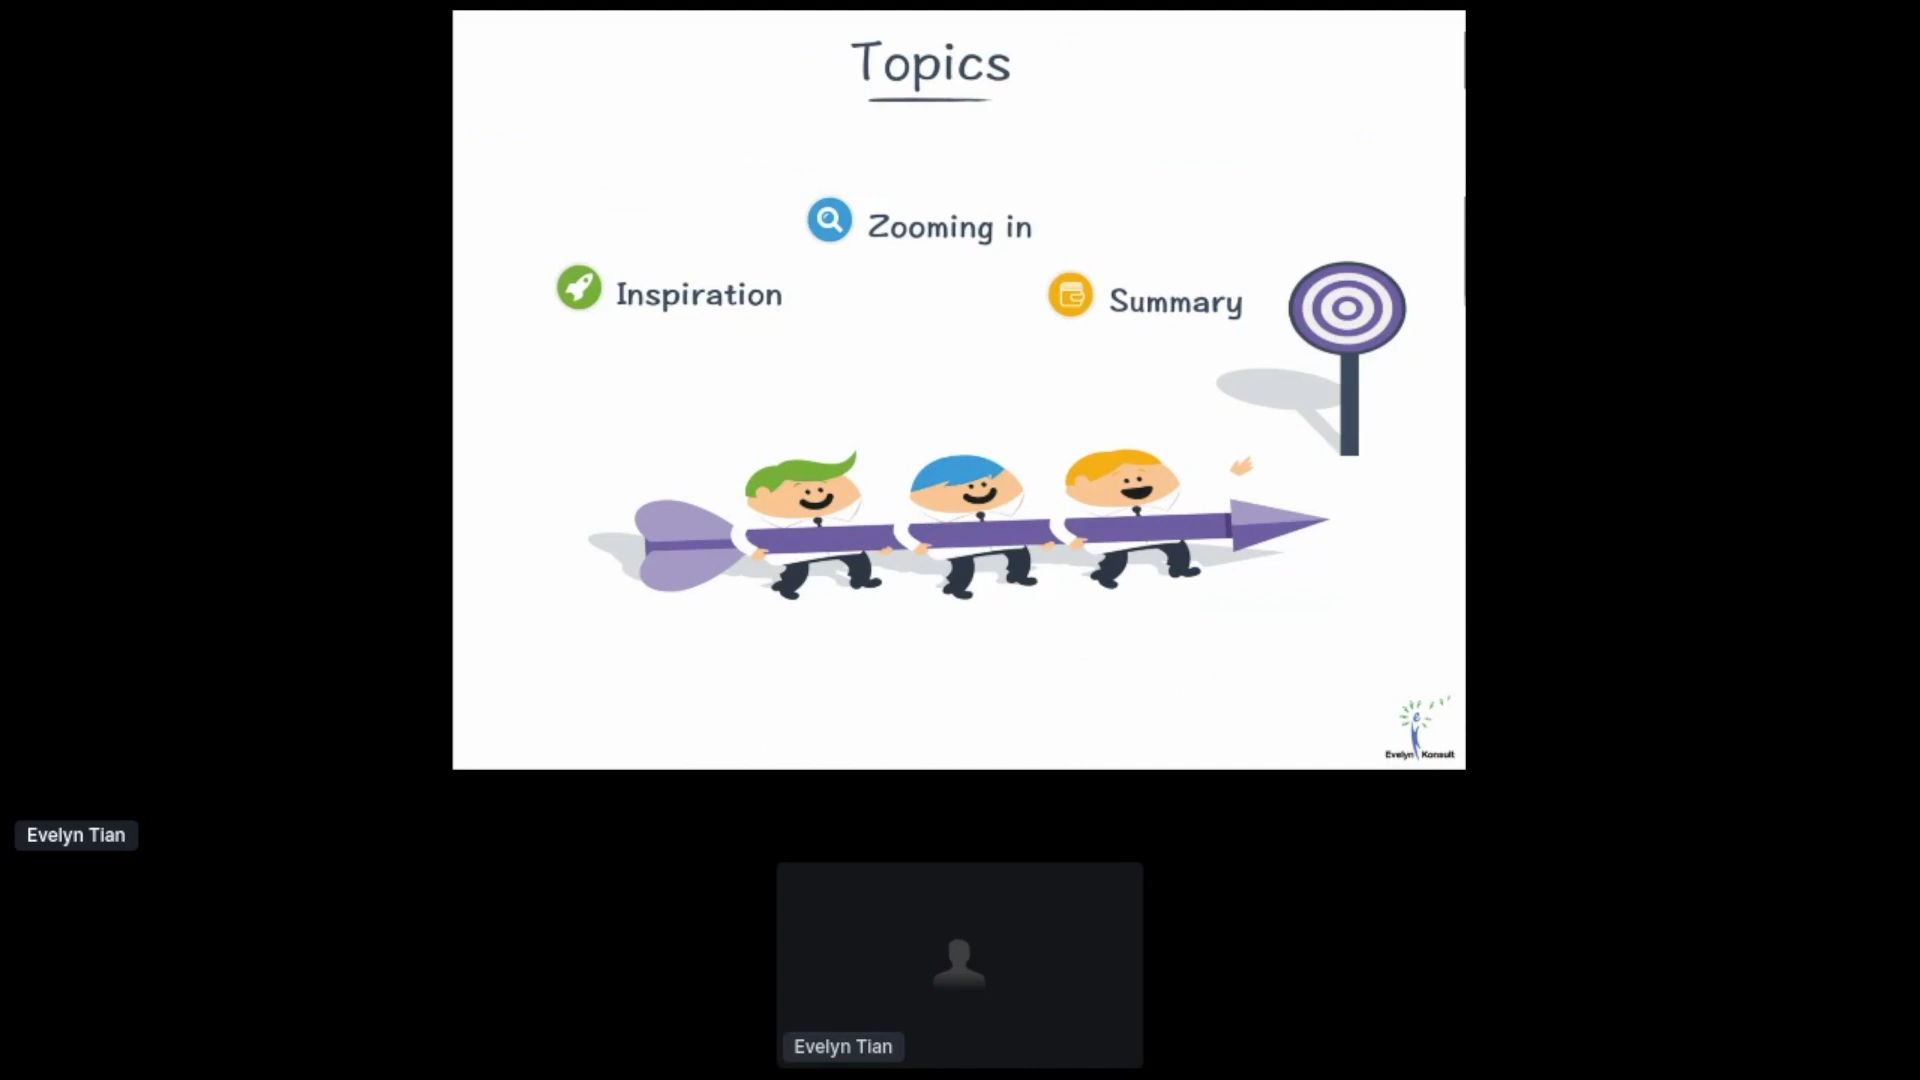 Topics
Zooming in
Inspiration
Summary
e
Evelyn Konsult
Evelyn Tian
Evelyn Tian